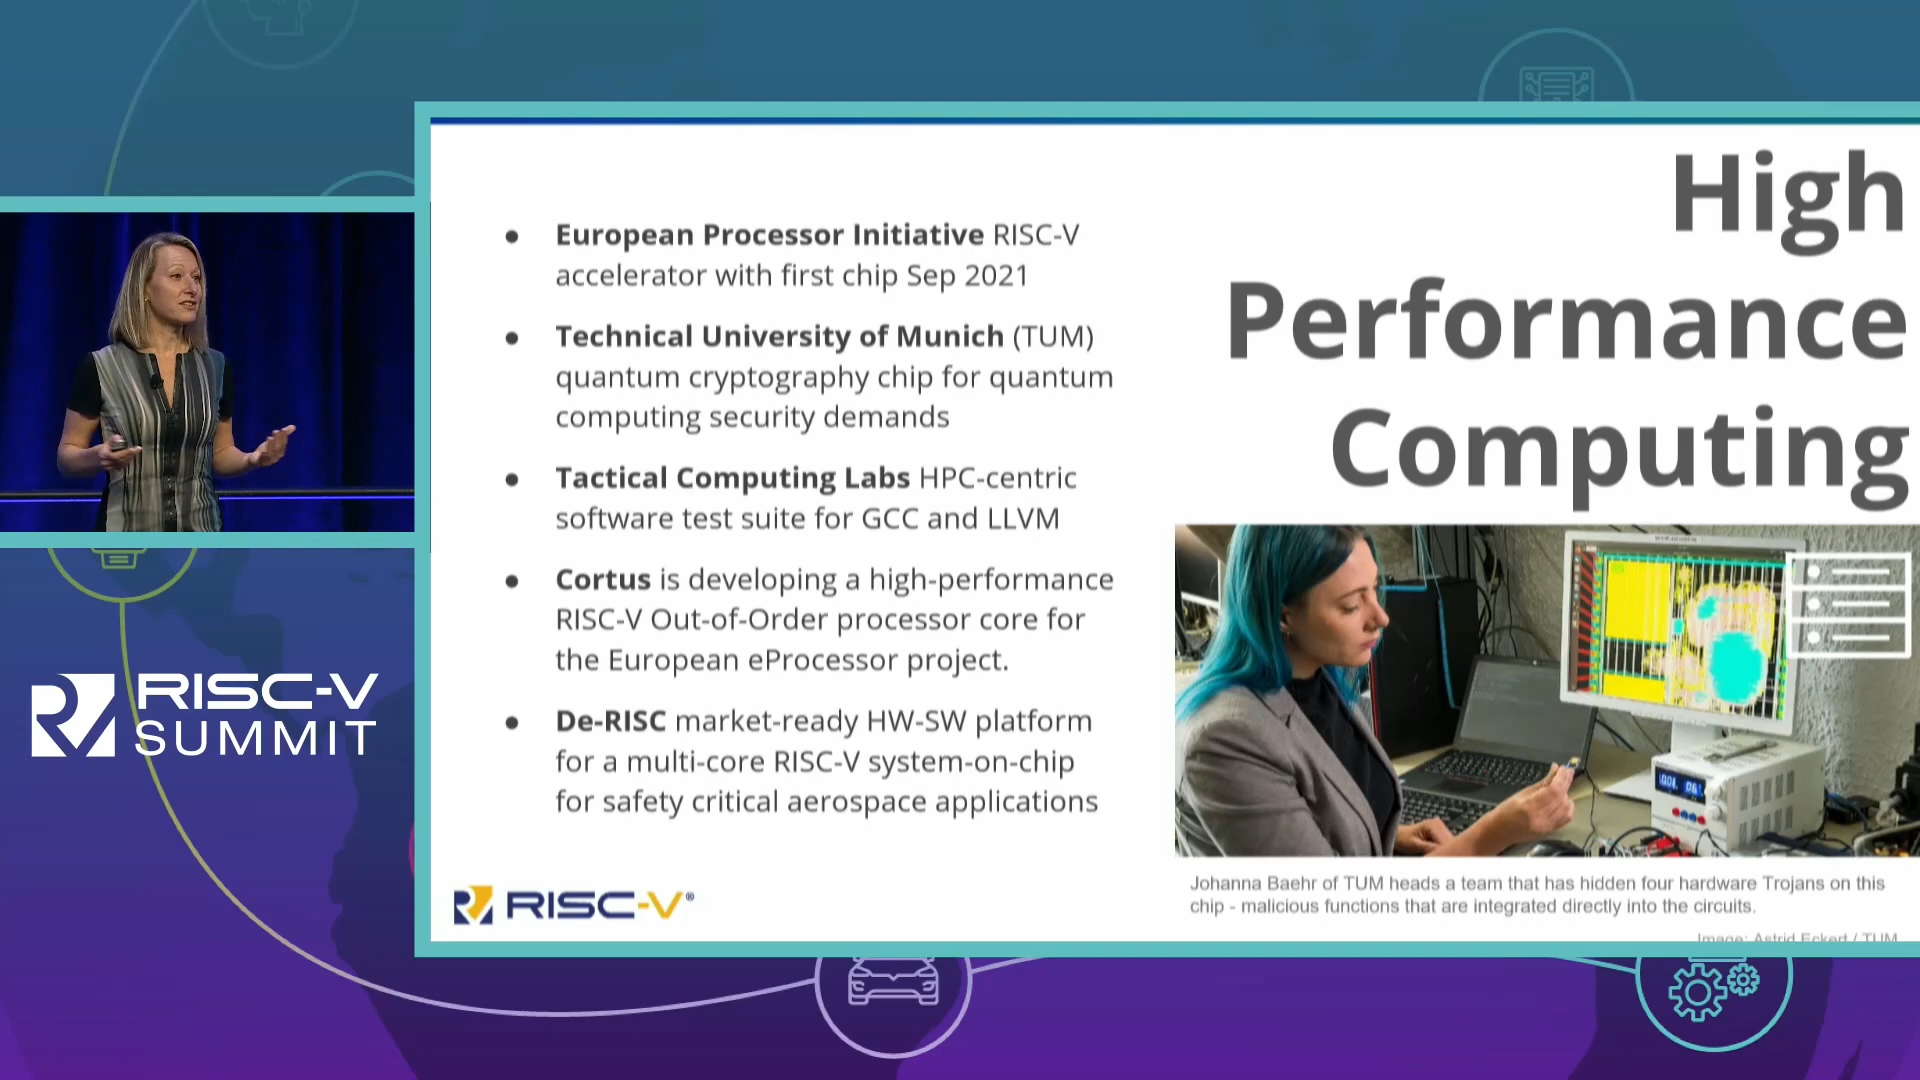 High
Performance
Computing
European Processor Initiative RISC-V
accelerator with first chip Sep 2021
Technical University of Munich (TUM)
quantum cryptography chip for quantum
computing security demands
Tactical Computing Labs HPC-centric
software test suite for GCC and LLVM
Cortus is developing a high-performance
RISC-V Out-of-Order processor core for
the European eProcessor project.
De-RISC market-ready HW-SW platform
for a multi-core RISC-V system-on-chip
for safety critical aerospace applications
RISC-V®
Johanna Baehr of TUM heads a team that has hidden four hardware Trojans on this
chip - malicious functions that are integrated directly into the circuits.
Image: Astrid Eckert / TUM
RISC-V
SUMMIT